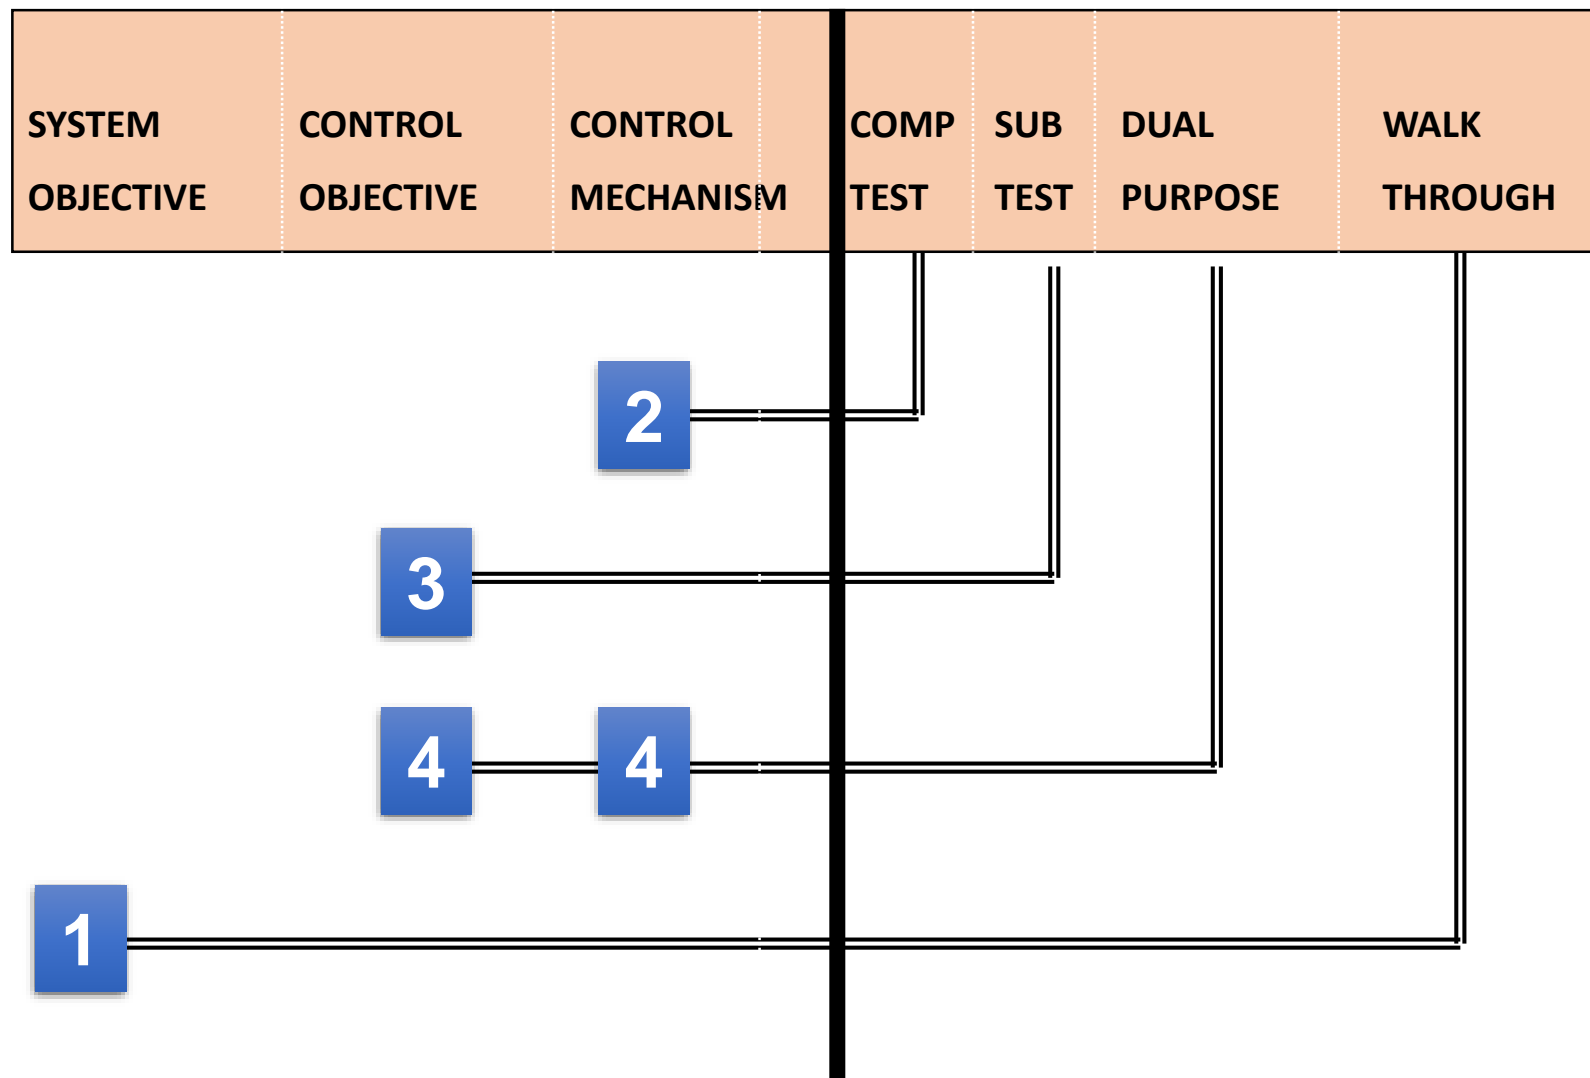 SYSTEM CONTROL CONTROL COMP SUB DUAL WALK
OBJECTIVE OBJECTIVE MECHANISM TEST TEST PURPOSE THROUGH
2
3
4 4
1